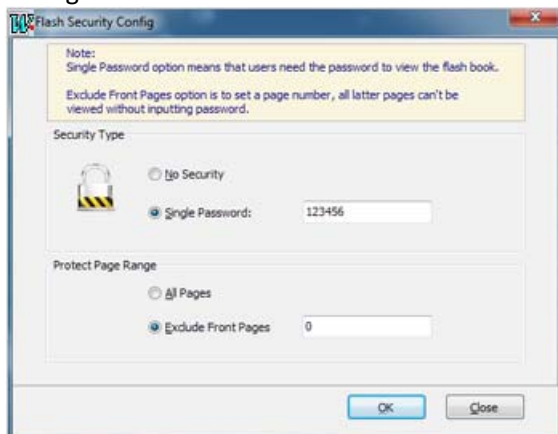 Flash Security Config
Note:
Single Password option means that users need the password to view the flash book.
Exclude Front Pages option is to set a page number, all latter pages can't be
viewed without inputting password.
Security Type
No Security
Single Password: 123456
Protect Page Range
All Pages
Exclude Front Pages 0
OK Close